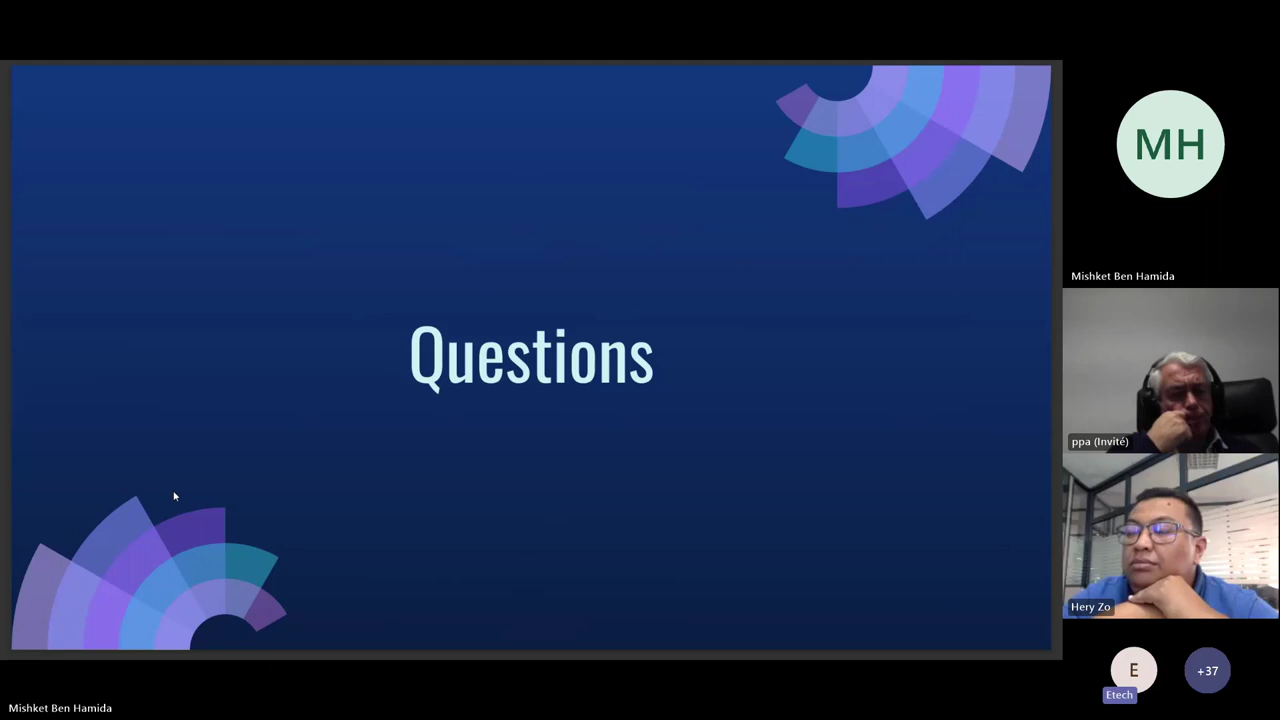 Questions
MH
Mishket Ben Hamida
ppa (Invité)
Hery Zo
E
+37
Etech
Mishket Ben Hamida